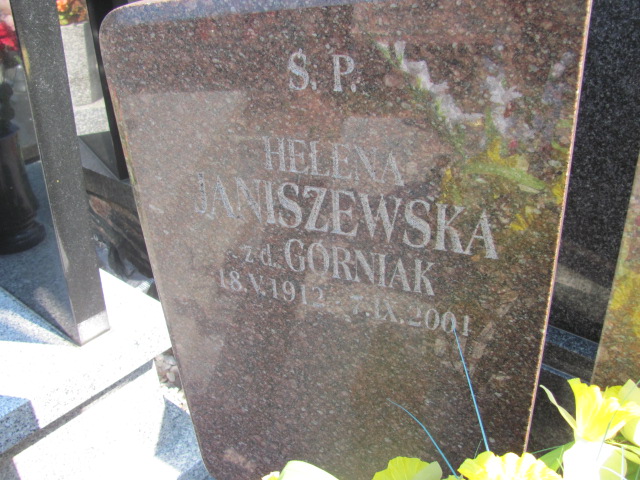 Ś. P.
HELENA
JANISZEWSKA
z d. GÓRNIAK
18.V.1912 - 7.IX.2001